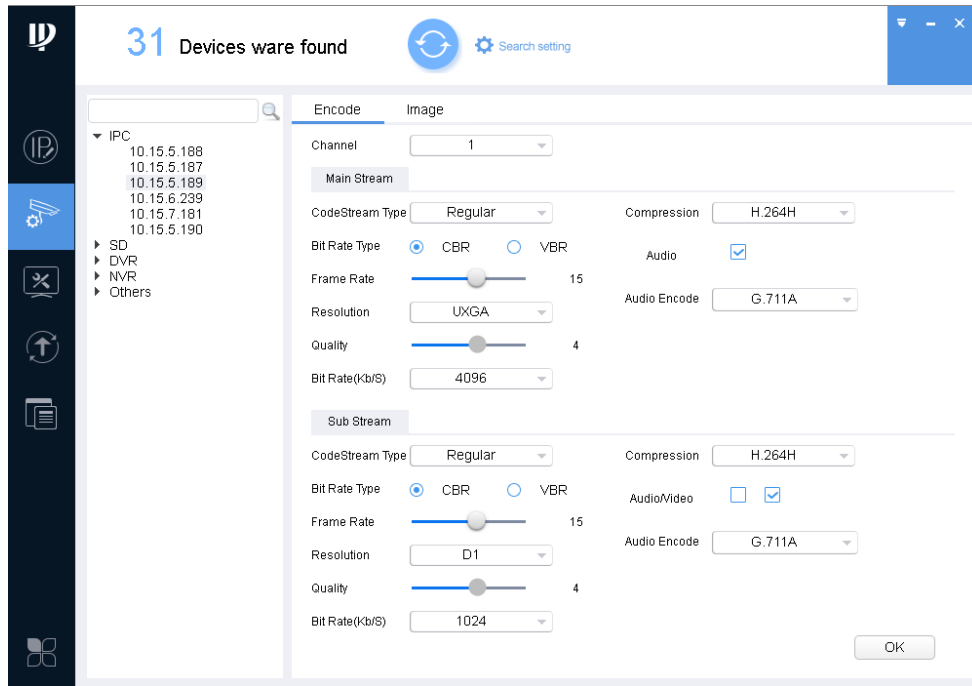 31 Devices ware found
Search setting
IPC
10.15.5.188
10.15.5.187
10.15.5.189
10.15.6.239
10.15.7.181
10.15.5.190
SD
DVR
NVR
Others
Encode Image
Channel 1
Main Stream
CodeStream Type Regular Compression H.264H
Bit Rate Type CBR VBR Audio
Frame Rate 15
Audio Encode G.711A
Resolution UXGA
Quality 4
Bit Rate(Kb/S) 4096
Sub Stream
CodeStream Type Regular Compression H.264H
Bit Rate Type CBR VBR Audio/Video
Frame Rate 15
Audio Encode G.711A
Resolution D1
Quality 4
Bit Rate(Kb/S) 1024
OK